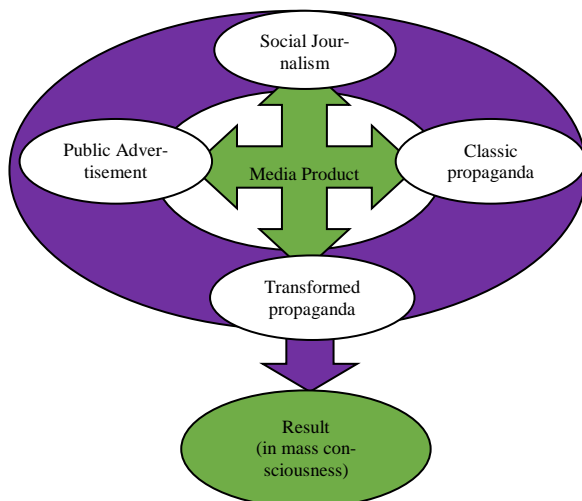 Social Jour-
nalism
Public Adver-
tisement
Media Product
Classic
propaganda
Transformed
propaganda
Result
(in mass con-
sciousness)